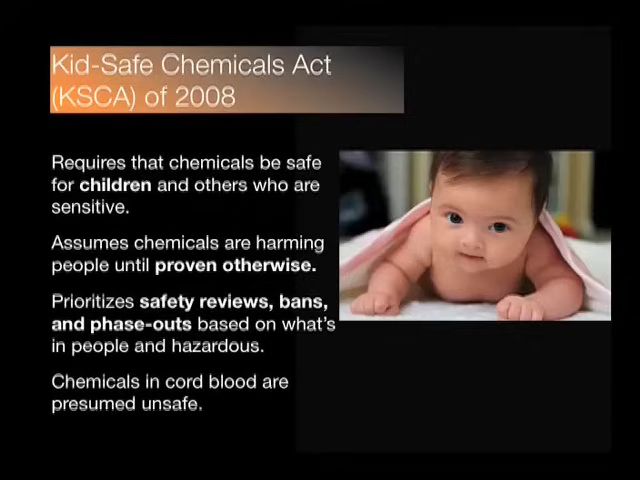 Kid-Safe Chemicals Act
(KSCA) of 2008
Requires that chemicals be safe
for children and others who are
sensitive.
Assumes chemicals are harming
people until proven otherwise.
Prioritizes safety reviews, bans,
and phase-outs based on what's
in people and hazardous.
Chemicals in cord blood are
presumed unsafe.